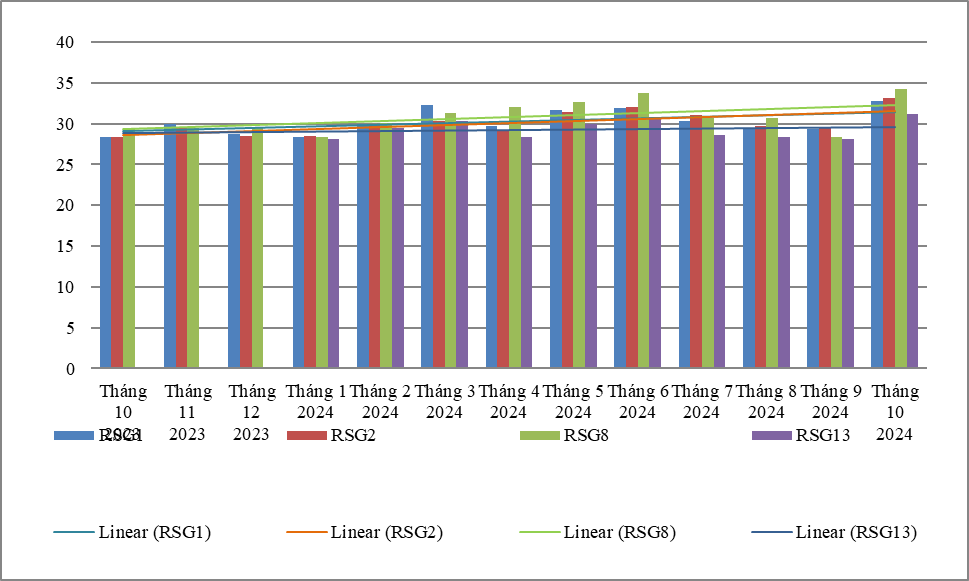 40
35
30
25
20
15
10
5
0
Tháng Tháng Tháng Tháng 1 Tháng 2 Tháng 3 Tháng 4 Tháng 5 Tháng 6 Tháng 7 Tháng 8 Tháng 9 Tháng
10 11 12 2024 2024 2024 2024 2024 2024 2024 2024 2024 10
2023 2023 2023 2024
RSG1 RSG2 RSG8 RSG13
Linear (RSG1) Linear (RSG2) Linear (RSG8) Linear (RSG13)